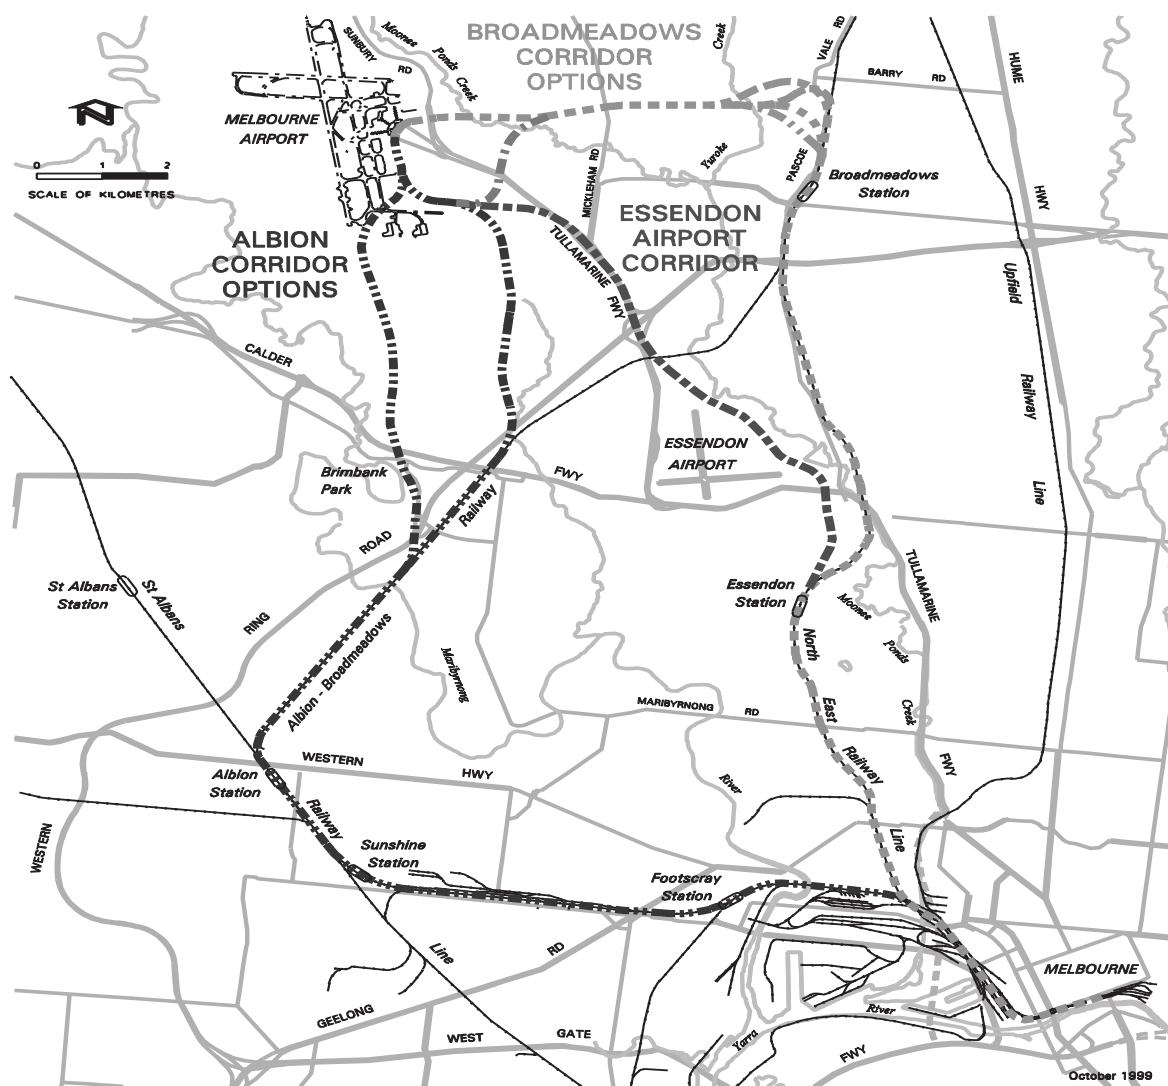 BROADMEADOWS
CORRIDOR
OPTIONS
SUNBURY
RD
Moonee
Ponds
Creek
Creek
VALE RD
BARRY RD
HUME
HWY
MELBOURNE
AIRPORT
0 1 2
SCALE OF KILOMETRES
MICKLEHAM RD
Yuroke
PASCOE
Broadmeadows
Station
ESSENDON
AIRPORT
CORRIDOR
ALBION
CORRIDOR
OPTIONS
TULLAMARINE
FWY
Upfield
Railway
Line
CALDER
FWY
ESSENDON
AIRPORT
Brimbank
Park
Railway
ROAD
RING
St Albans
Station
St Albans
Essendon
Station
Moonee
Ponds
Creek
TULLAMARINE
FWY
Albion - Broadmeadows
Maribyrnong
North
East
Railway
Line
MARIBYRNONG RD
River
WESTERN
HWY
Albion
Station
Railway
WESTERN
Sunshine
Station
Footscray
Station
Line
RD
GEELONG
WEST
GATE
FWY
Yarra
River
MELBOURNE
October 1999